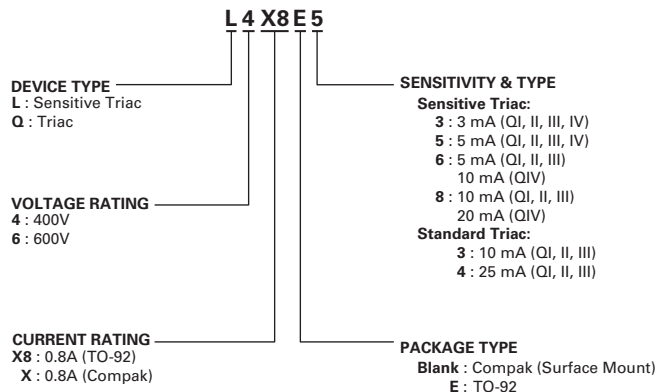 L 4 X8 E 5
DEVICE TYPE
L : Sensitive Triac
Q : Triac
VOLTAGE RATING
4 : 400V
6 : 600V
CURRENT RATING
X8 : 0.8A (TO-92)
X : 0.8A (Compak)
SENSITIVITY & TYPE
Sensitive Triac:
3 : 3 mA (QI, II, III, IV)
5 : 5 mA (QI, II, III, IV)
6 : 5 mA (QI, II, III)
10 mA (QIV)
8 : 10 mA (QI, II, III)
20 mA (QIV)
Standard Triac:
3 : 10 mA (QI, II, III)
4 : 25 mA (QI, II, III)
PACKAGE TYPE
Blank : Compak (Surface Mount)
E : TO-92